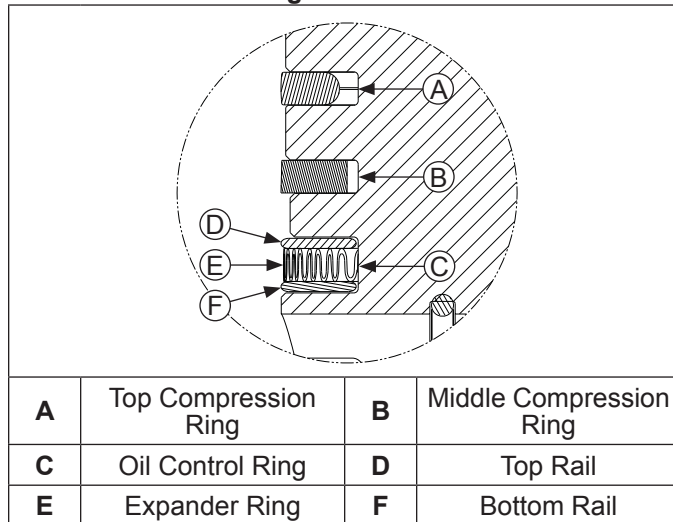 A
B
D
E
C
F
A Top Compression Ring B Middle Compression Ring
C Oil Control Ring D Top Rail
E Expander Ring F Bottom Rail